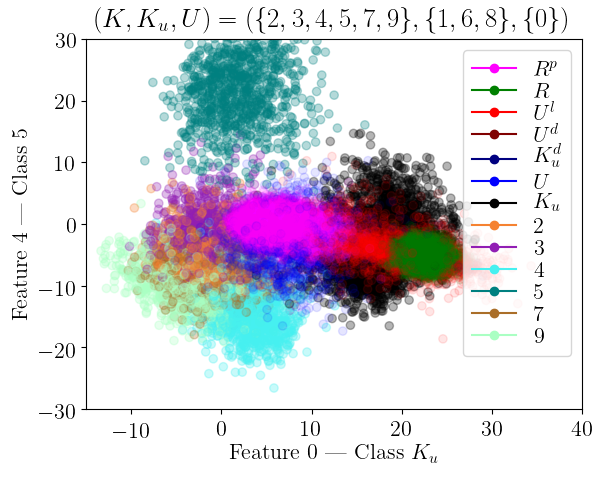 (K, K_u, U) = ({2, 3, 4, 5, 7, 9}, {1, 6, 8}, {0})
30
20
10
0
−10
−20
−30
Feature 4 — Class 5
R^p
R
U^l
U^d
K_u^d
U
K_u
2
3
4
5
7
9
−10
0
10
20
30
40
Feature 0 — Class K_u